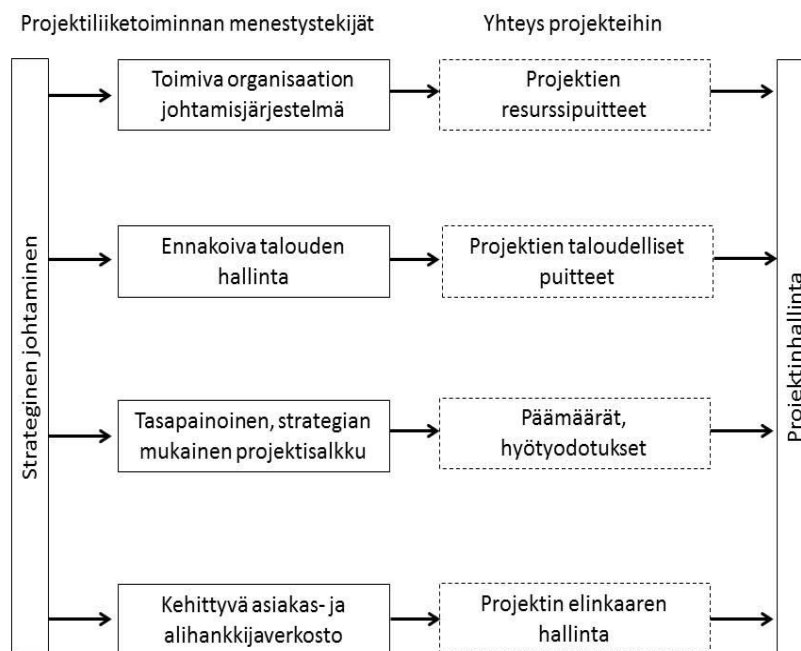 Projektiliiketoiminnan menestystekijät
Yhteys projekteihin
Strateginen johtaminen
Toimiva organisaation
johtamisjärjestelmä
Projektien
resurssipuitteet
Ennakoiva talouden
hallinta
Projektien taloudelliset
puitteet
Tasapainoinen, strategian
mukainen projektisalkku
Päämäärät,
hyötyodotukset
Kehittyvä asiakas- ja
alihankkijaverkosto
Projektin elinkaaren
hallinta
Projektinhallinta